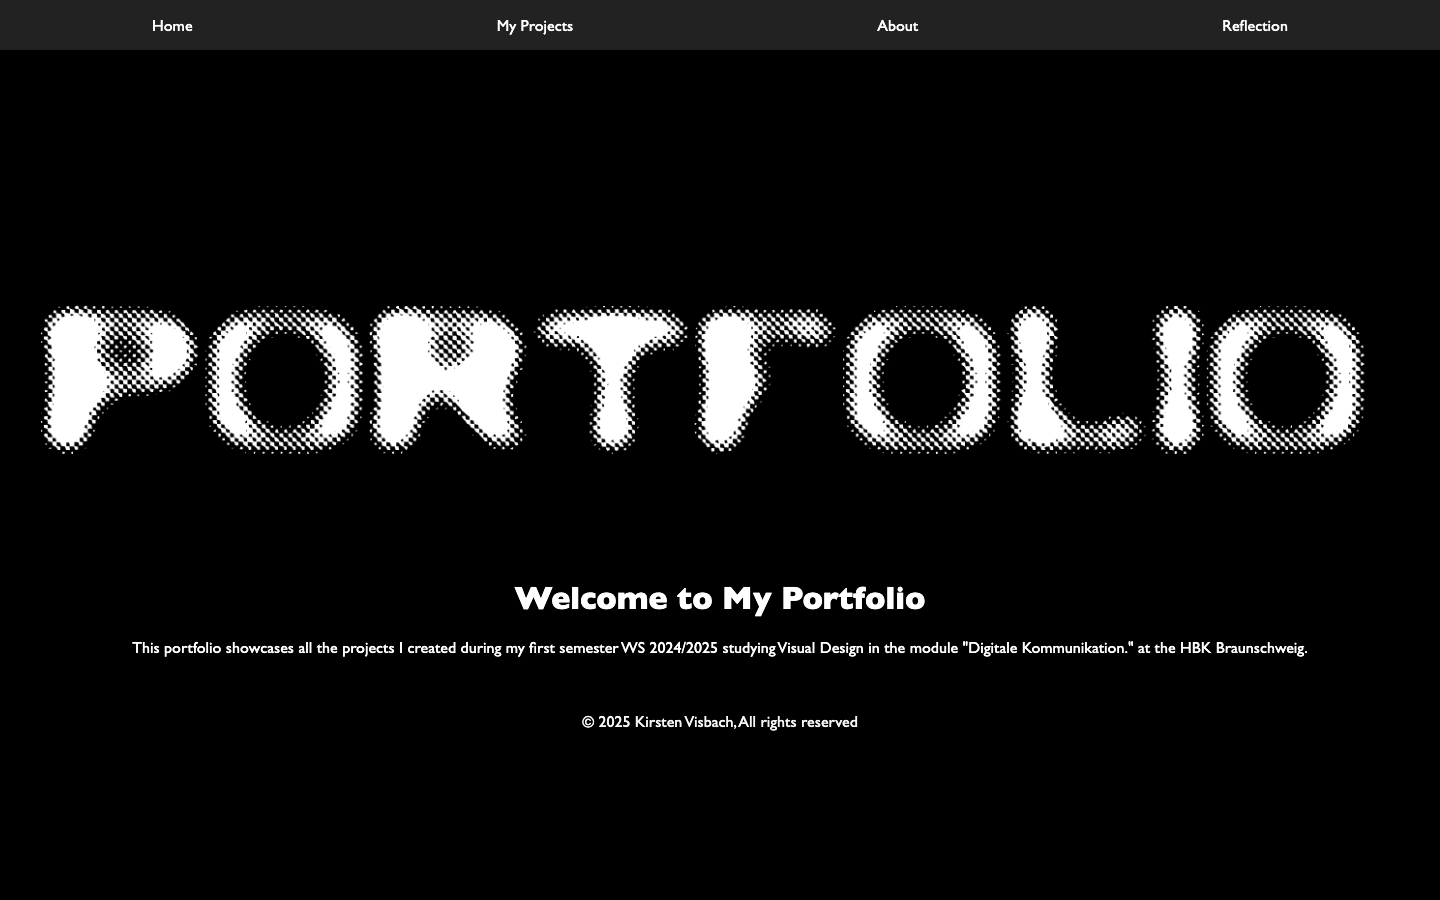 Home
My Projects
About
Reflection
PORTFOLIO
Welcome to My Portfolio
This portfolio showcases all the projects I created during my first semester WS 2024/2025 studying Visual Design in the module "Digitale Kommunikation." at the HBK Braunschweig.
© 2025 Kirsten Visbach, All rights reserved